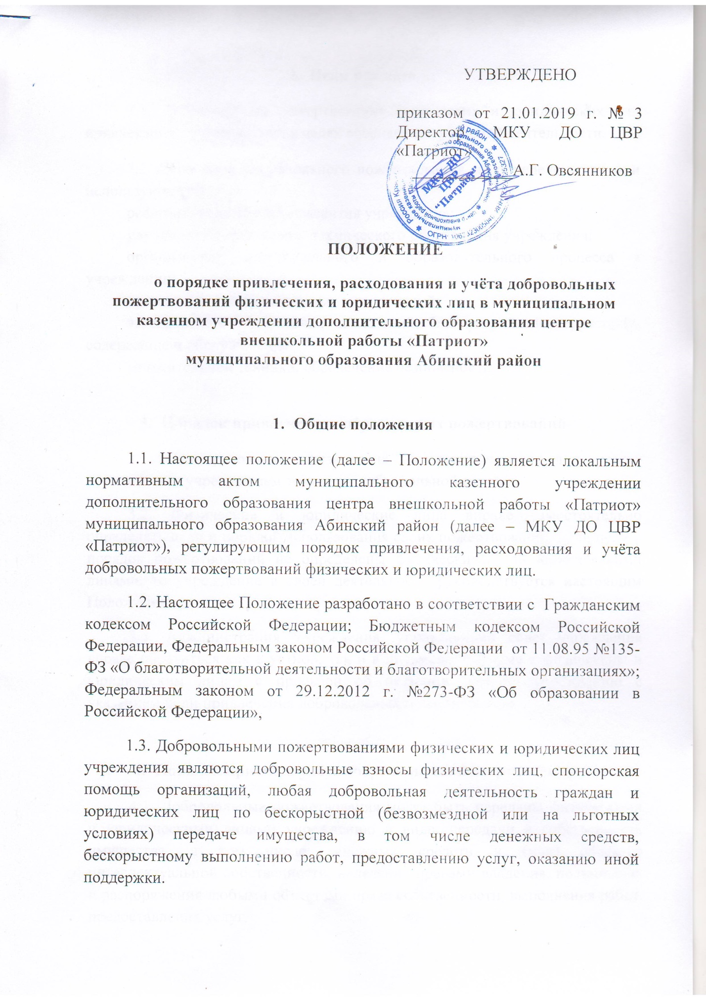 УТВЕРЖДЕНО
приказом от 21.01.2019 г. № 3
Директор МКУ ДО ЦВР
«Патриот»
А.Г. Овсянников
МКУ ДО
ЦВР
“Патриот”
ПОЛОЖЕНИЕ
о порядке привлечения, расходования и учёта добровольных
пожертвований физических и юридических лиц в муниципальном
казенном учреждении дополнительного образования центре
внешкольной работы «Патриот»
муниципального образования Абинский район
1. Общие положения
1.1. Настоящее положение (далее – Положение) является локальным
нормативным актом муниципального казенного учреждении
дополнительного образования центра внешкольной работы «Патриот»
муниципального образования Абинский район (далее – МКУ ДО ЦВР
«Патриот»), регулирующим порядок привлечения, расходования и учёта
добровольных пожертвований физических и юридических лиц.
1.2. Настоящее Положение разработано в соответствии с Гражданским
кодексом Российской Федерации; Бюджетным кодексом Российской
Федерации, Федеральным законом Российской Федерации от 11.08.95 №135-
ФЗ «О благотворительной деятельности и благотворительных организациях»;
Федеральным законом от 29.12.2012 г. №273-ФЗ «Об образовании в
Российской Федерации»,
1.3. Добровольными пожертвованиями физических и юридических лиц
учреждения являются добровольные взносы физических лиц, спонсорская
помощь организаций, любая добровольная деятельность граждан и
юридических лиц по бескорыстной (безвозмездной или на льготных
условиях) передаче имущества, в том числе денежных средств,
бескорыстному выполнению работ, предоставлению услуг, оказанию иной
поддержки.